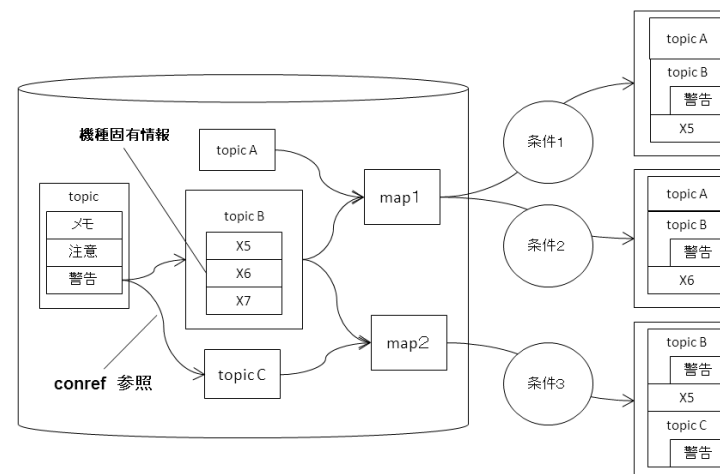 機種固有情報
topic A
topic
メモ
注意
警告
topic B
X5
X6
X7
topic C
conref 参照
map1
map2
条件1
条件2
条件3
topic A
topic B
警告
X5
topic A
topic B
警告
X6
topic B
警告
X5
topic C
警告